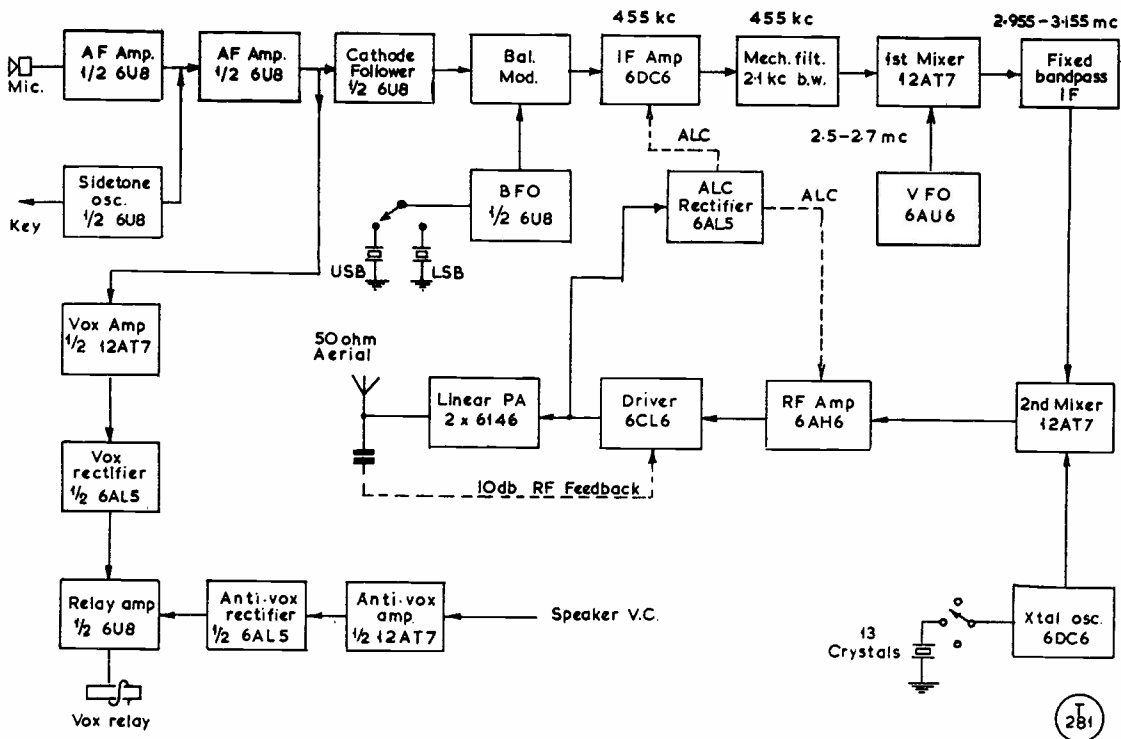 455 kc
455 kc
2.955-3.155 mc
Mic.
AF Amp.
1/2 6U8
AF Amp.
1/2 6U8
Cathode
Follower
1/2 6U8
Bal.
Mod.
IF Amp
6DC6
Mech. filt.
2.1 kc b.w.
1st Mixer
12AT7
Fixed
bandpass
IF
2.5-2.7 mc
ALC
Sidetone
osc.
1/2 6U8
Key
BFO
1/2 6U8
ALC
Rectifier
6AL5
ALC
VFO
6AU6
USB
LSB
Vox Amp
1/2 12AT7
50 ohm
Aerial
Linear PA
2 x 6146
Driver
6CL6
RF Amp
6AH6
2nd Mixer
12AT7
10db RF Feedback
Vox
rectifier
1/2 6AL5
Relay amp
1/2 6U8
Anti-vox
rectifier
1/2 6AL5
Anti-vox
amp.
1/2 12AT7
Speaker V.C.
13
Crystals
Xtal osc.
6DC6
Vox relay
T
281